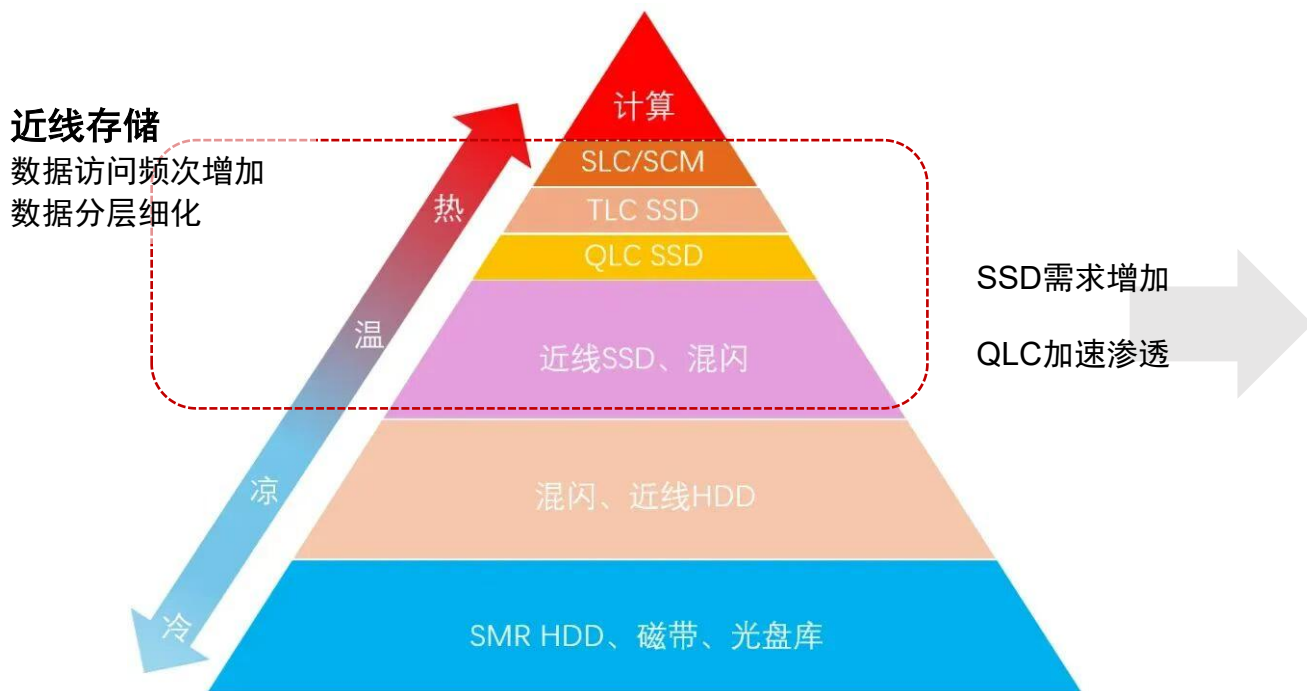 近线存储
数据访问频次增加
数据分层细化
计算
SLC/SCM
热
TLC SSD
QLC SSD
SSD需求增加
温
近线SSD、混闪
QLC加速渗透
凉
混闪、近线HDD
冷
SMR HDD、磁带、光盘库